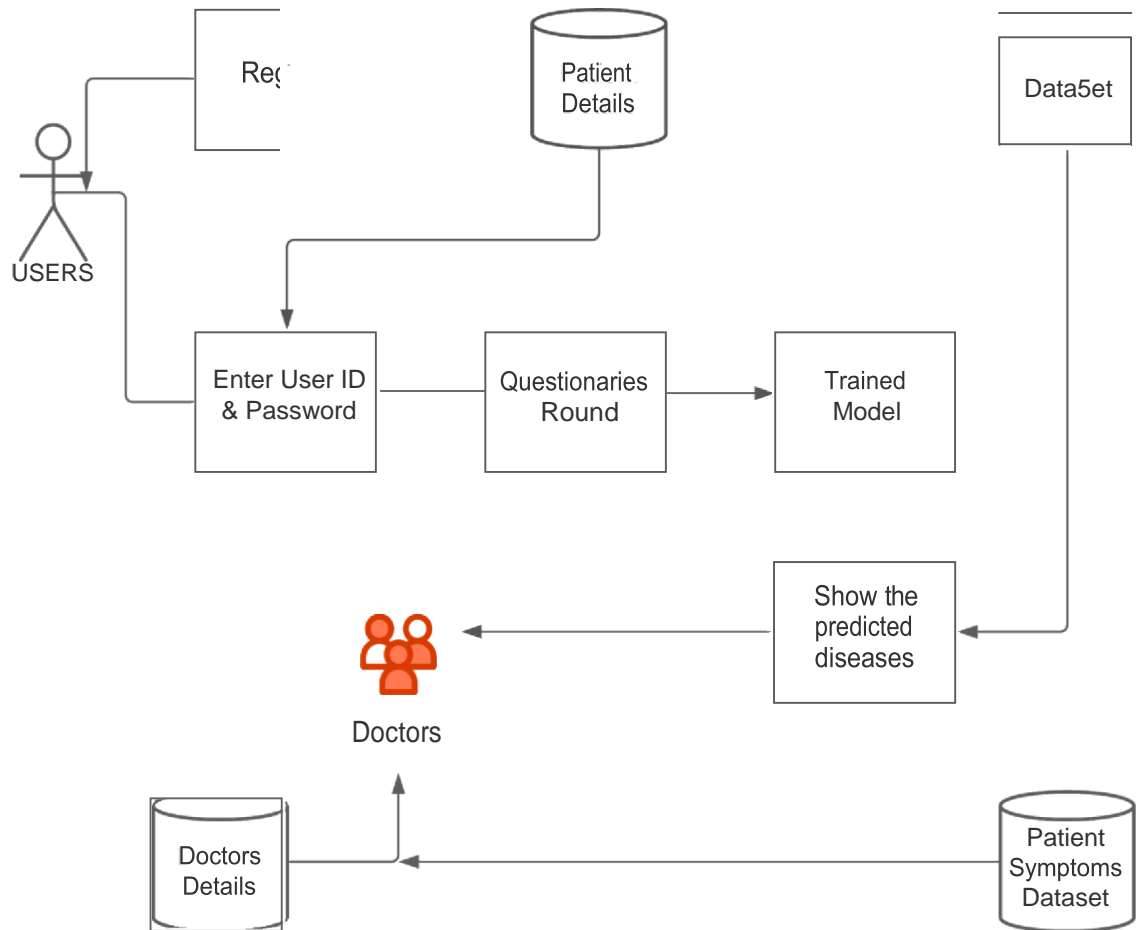 Patient
Details
Data5et
USERS
Enter User ID
& Password
Questionaries
Round
Trained
Model
Show the
predicted
diseases
Doctors
Doctors
Details
Patient
Symptoms
Dataset